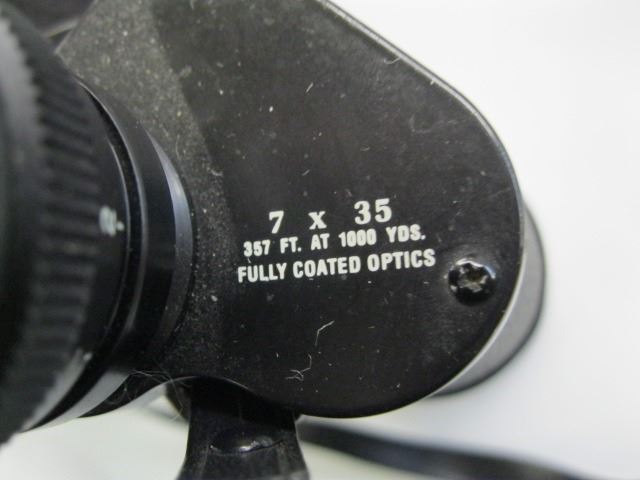 7 x 35
357 FT. AT 1000 YDS.
FULLY COATED OPTICS